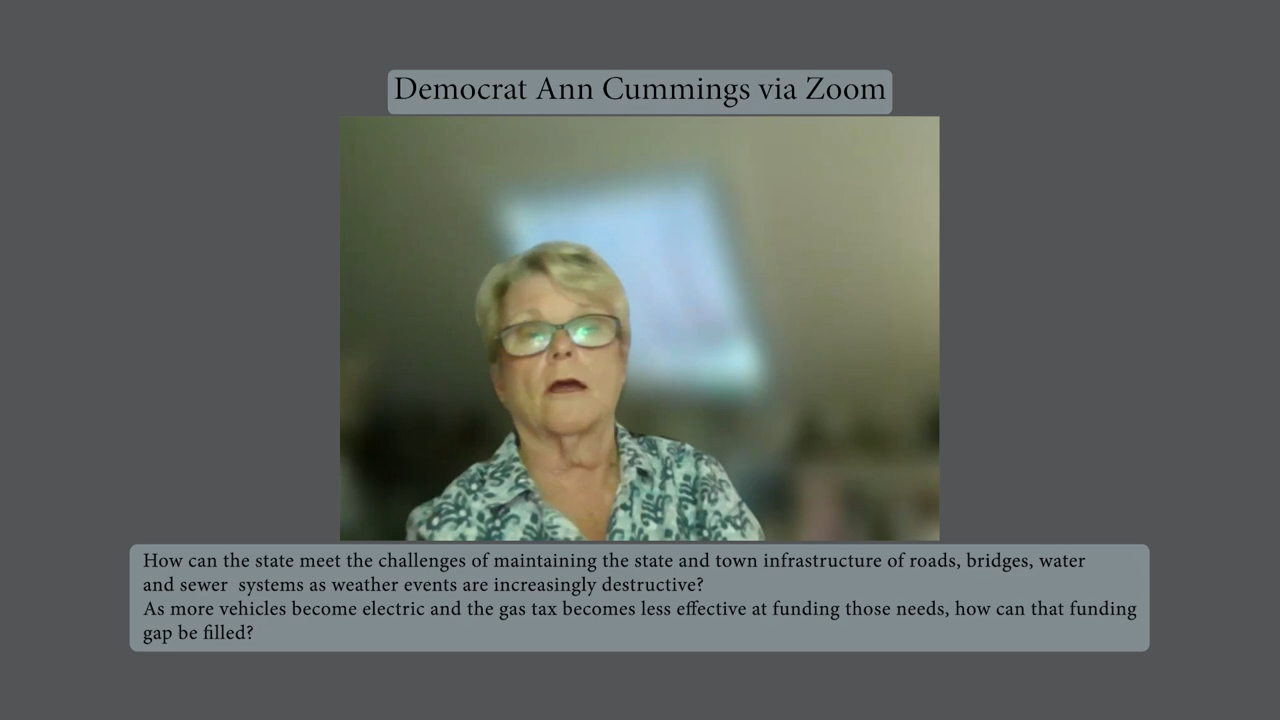 Democrat Ann Cummings via Zoom
How can the state meet the challenges of maintaining the state and town infrastructure of roads, bridges, water
and sewer  systems as weather events are increasingly destructive?
As more vehicles become electric and the gas tax becomes less effective at funding those needs, how can that funding
gap be filled?